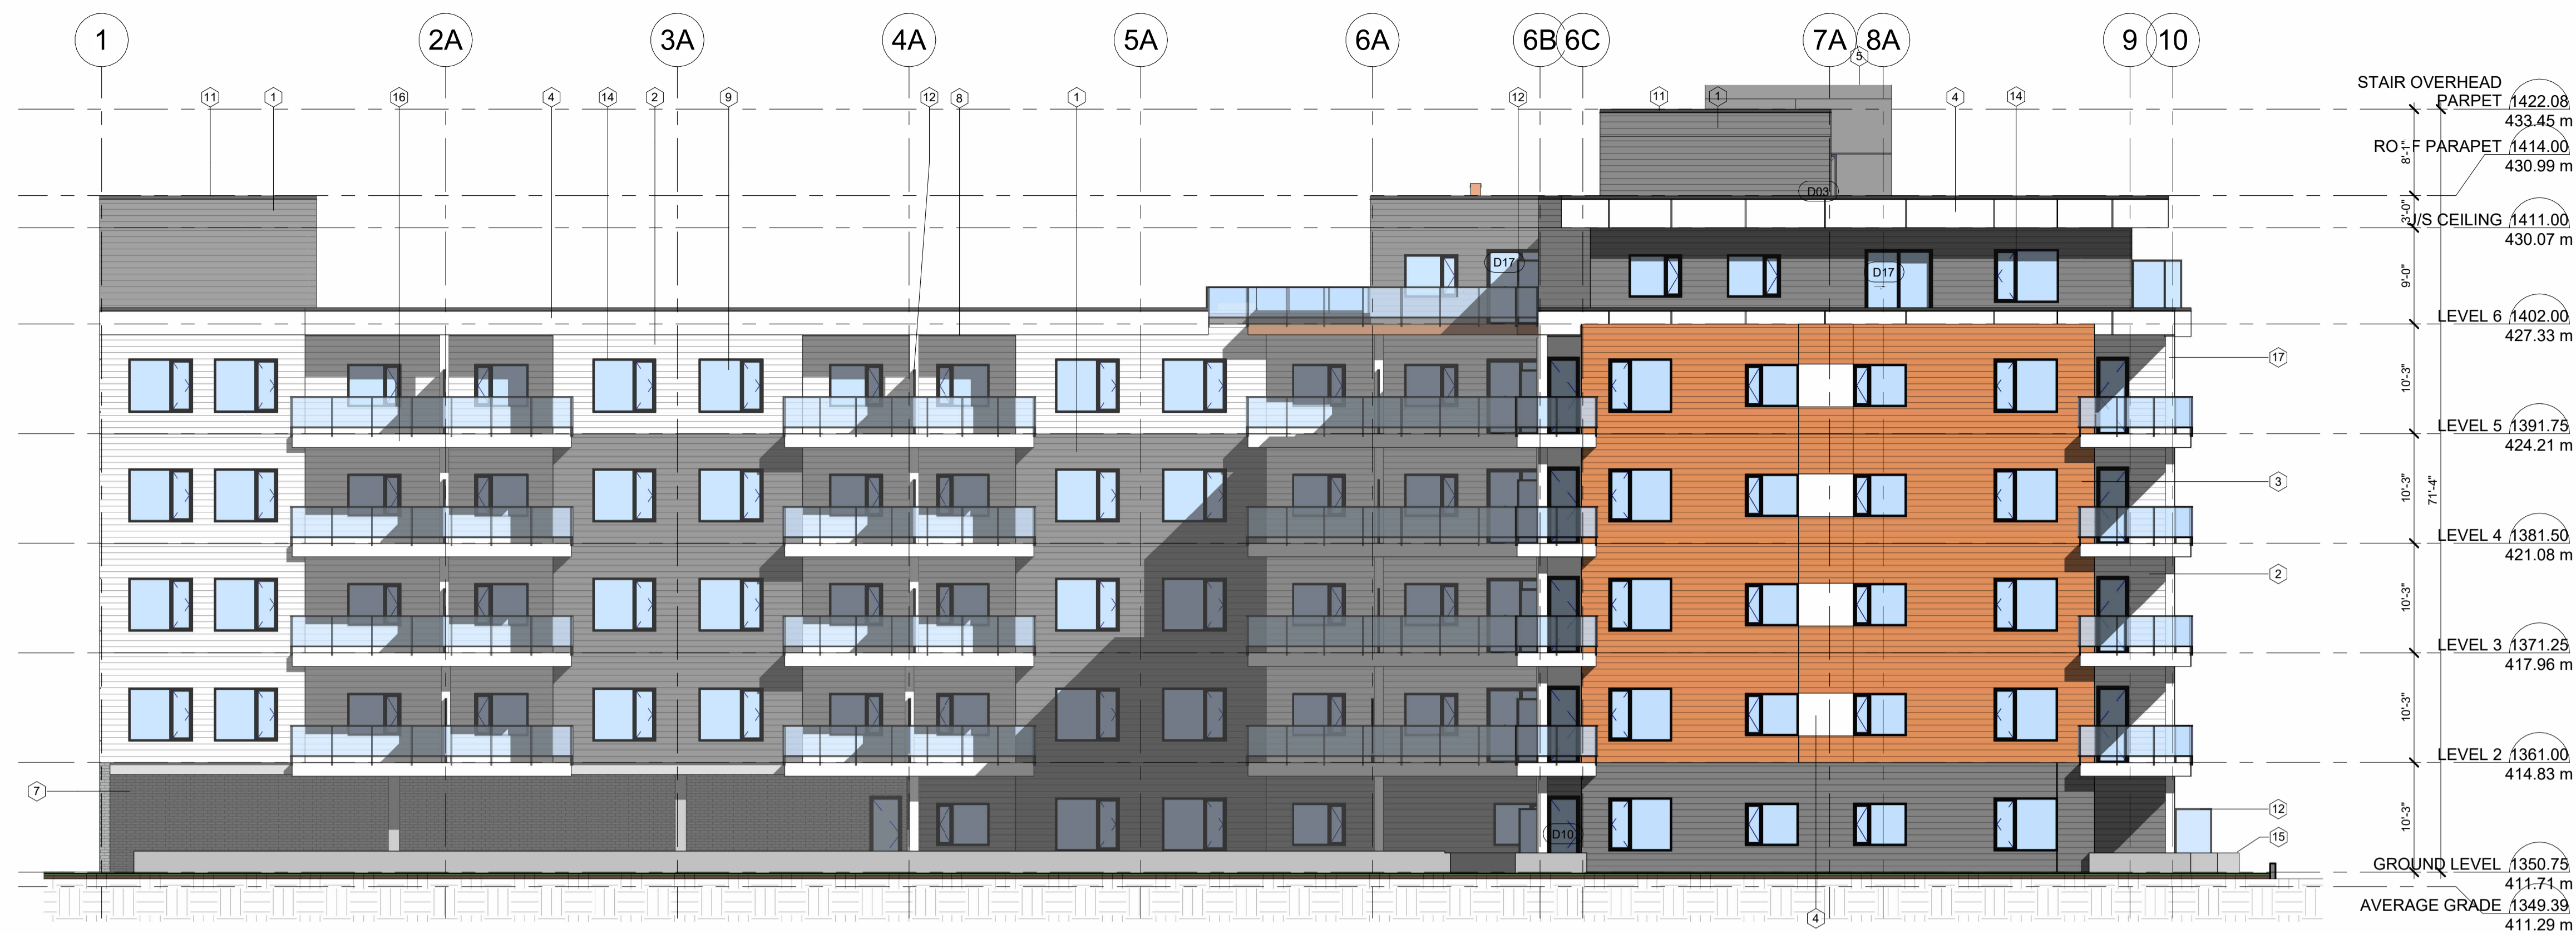 1 2A 3A 4A 5A 6A 6B 6C 7A 8A 9 10
5
11 1 16 4 14 2 9 12 8 1 12 11 1 4 14
STAIR OVERHEAD
PARPET 1422.08
433.45 m
8'-1"
PARAPET 1414.00
430.99 m
D03
3'-0"
CEILING 1411.00
430.07 m
D17
D17
9'-0"
LEVEL 6 1402.00
427.33 m
17
10'-3"
LEVEL 5 1391.75
424.21 m
3
10'-3"
71'-4"
LEVEL 4 1381.50
421.08 m
2
10'-3"
LEVEL 3 1371.25
417.96 m
10'-3"
LEVEL 2 1361.00
414.83 m
7
12
10'-3"
D10
15
GROUND LEVEL 1350.75
411.71 m
4
AVERAGE GRADE 1349.39
411.29 m